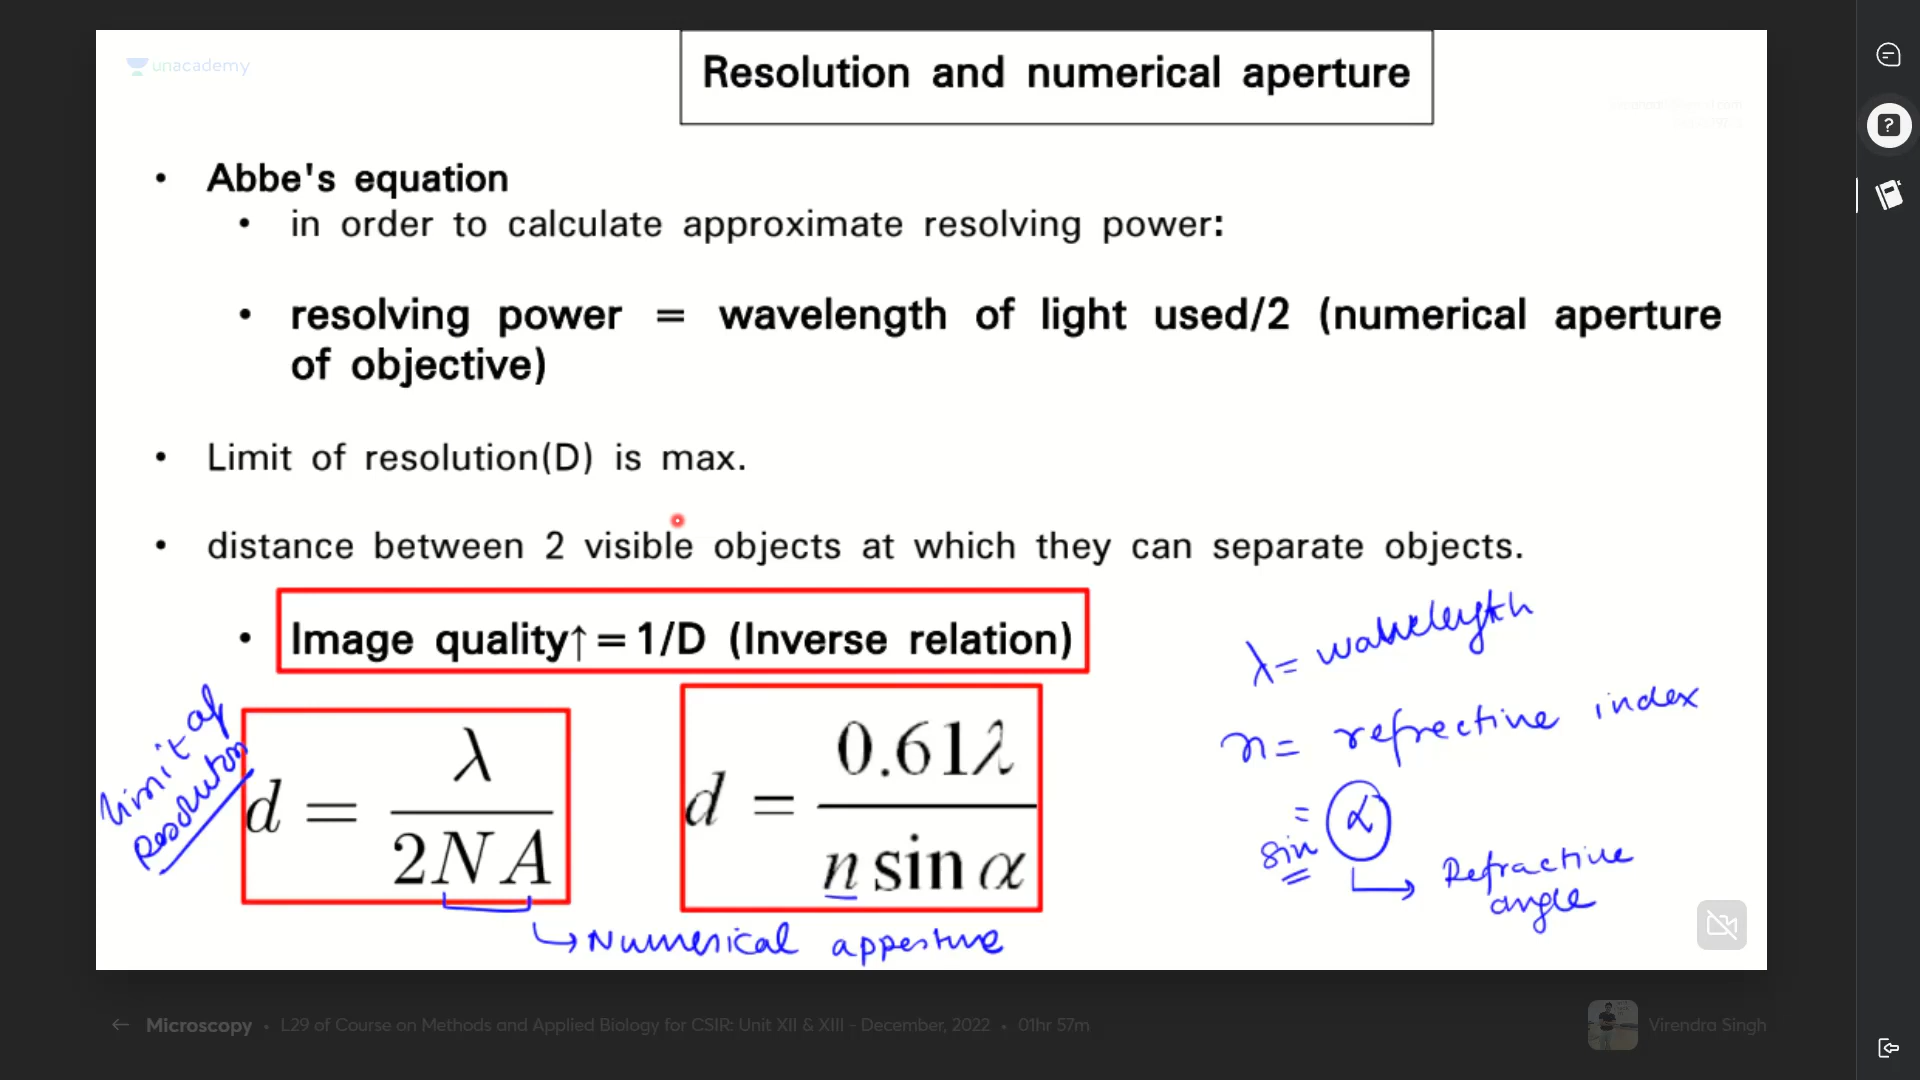 unacademy
Resolution and numerical aperture
• Abbe's equation
• in order to calculate approximate resolving power:
• resolving power = wavelength of light used/2 (numerical aperture
of objective)
• Limit of resolution(D) is max.
• distance between 2 visible objects at which they can separate objects.
• Image quality↑=1/D (Inverse relation)
limit of
resolution
d = λ / 2NA
d = 0.61λ / n sin α
Numerical apperture
λ = wavelength
n = refrective index
sin = α
Refractive
angle
← Microscopy • L29 of Course on Methods and Applied Biology for CSIR: Unit XII & XIII - December, 2022 • 01hr 57m
Virendra Singh